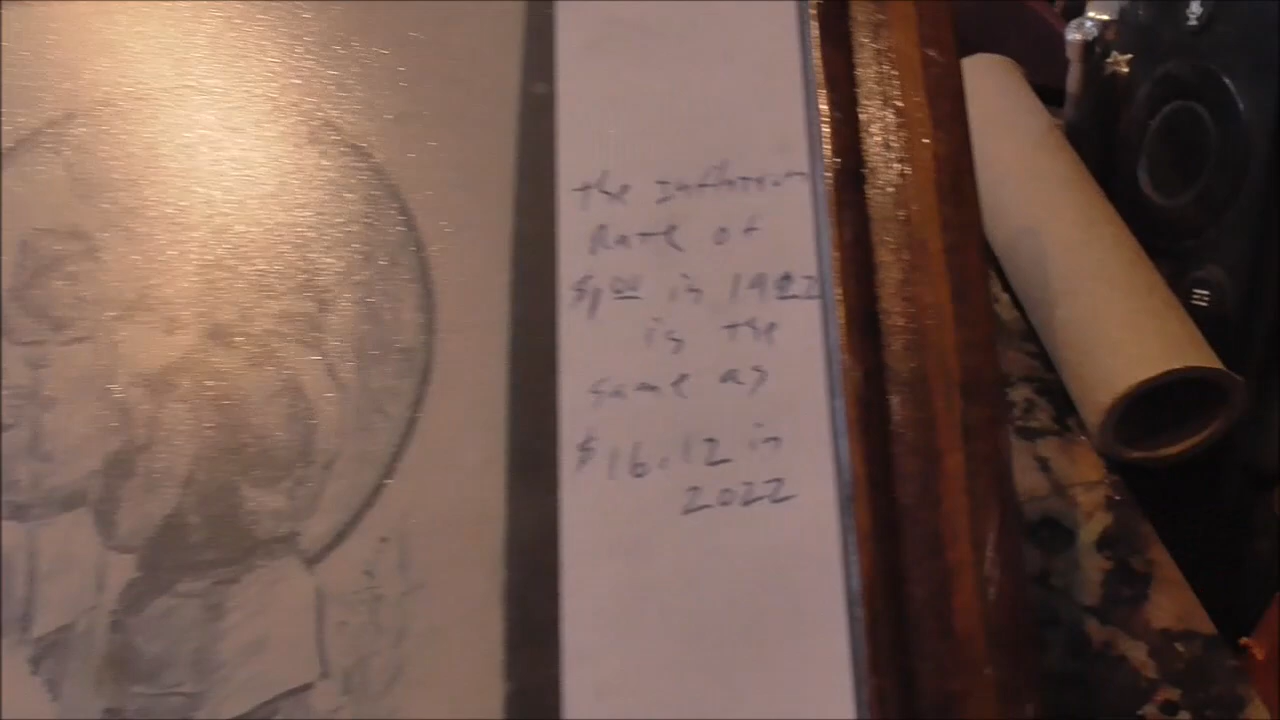 the Inflation
Rate of
$1.00 in 1922
is the
same as
$16.12 in
2022